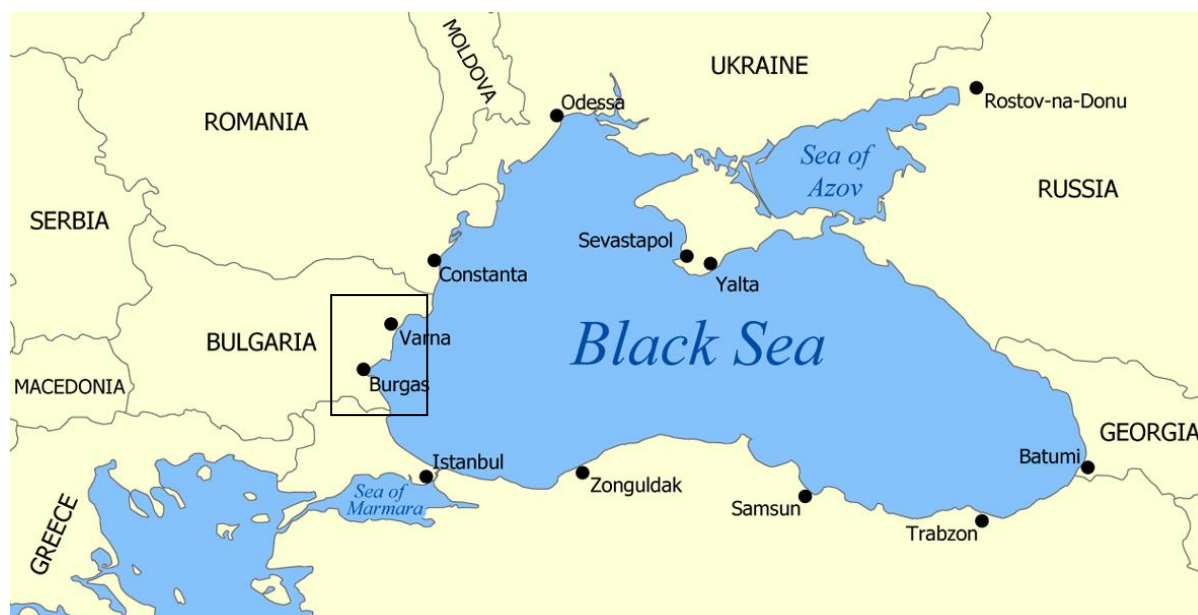 MOLDOVA
UKRAINE
Odessa
Rostov-na-Donu
ROMANIA
Sea of
Azov
RUSSIA
SERBIA
Sevastapol
Yalta
Constanta
Varna
BULGARIA
Black Sea
Burgas
MACEDONIA
GEORGIA
Istanbul
Batumi
Zonguldak
Sea of
Marmara
Samsun
Trabzon
GREECE